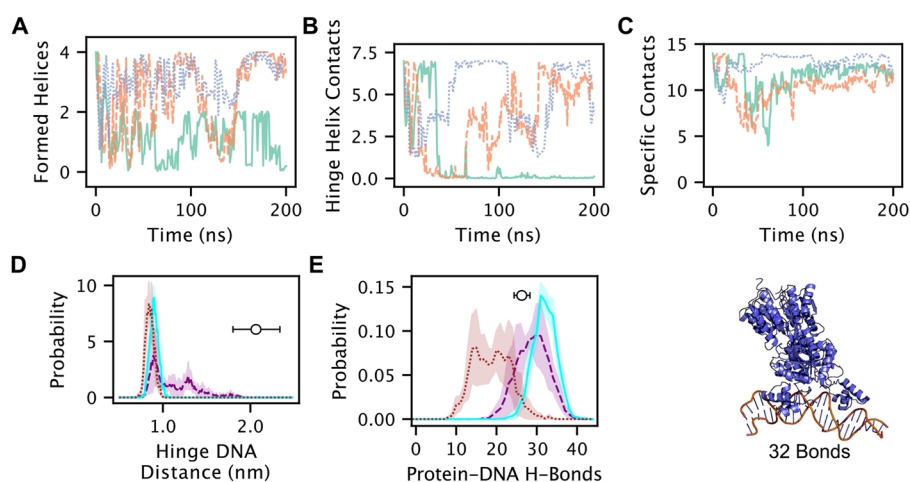 A
B
C
4
2
0
Formed Helices
0
100
200
Time (ns)
7.5
5.0
2.5
0.0
Hinge Helix Contacts
0
100
200
Time (ns)
15
10
5
0
Specific Contacts
0
100
200
Time (ns)
D
E
10
5
0
Probability
1.0
2.0
Hinge DNA
Distance (nm)
0.15
0.10
0.05
0.00
Probability
0
10
20
30
40
Protein–DNA H–Bonds
32 Bonds